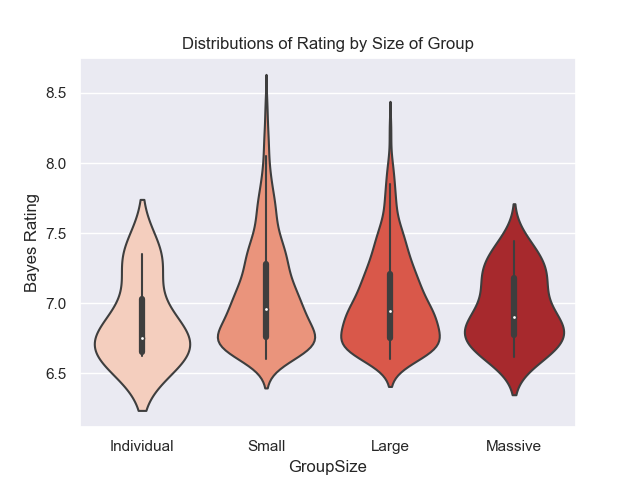 Distributions of Rating by Size of Group
Bayes Rating
8.5
8.0
7.5
7.0
6.5
Individual Small Large Massive
GroupSize